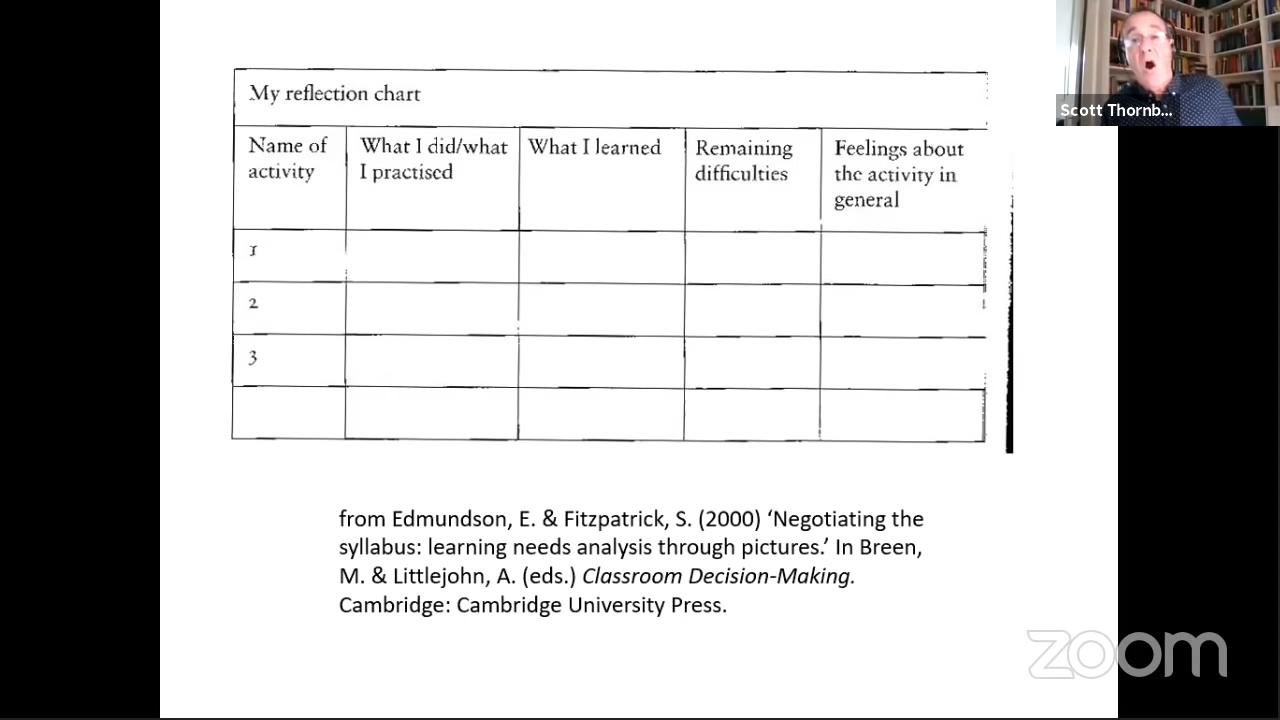 My reflection chart
Name of activity
What I did/what I practised
What I learned
Remaining difficulties
Feelings about the activity in general
1
2
3
from Edmundson, E. & Fitzpatrick, S. (2000) ‘Negotiating the
syllabus: learning needs analysis through pictures.’ In Breen,
M. & Littlejohn, A. (eds.) Classroom Decision-Making.
Cambridge: Cambridge University Press.
Scott Thornb...
zoom